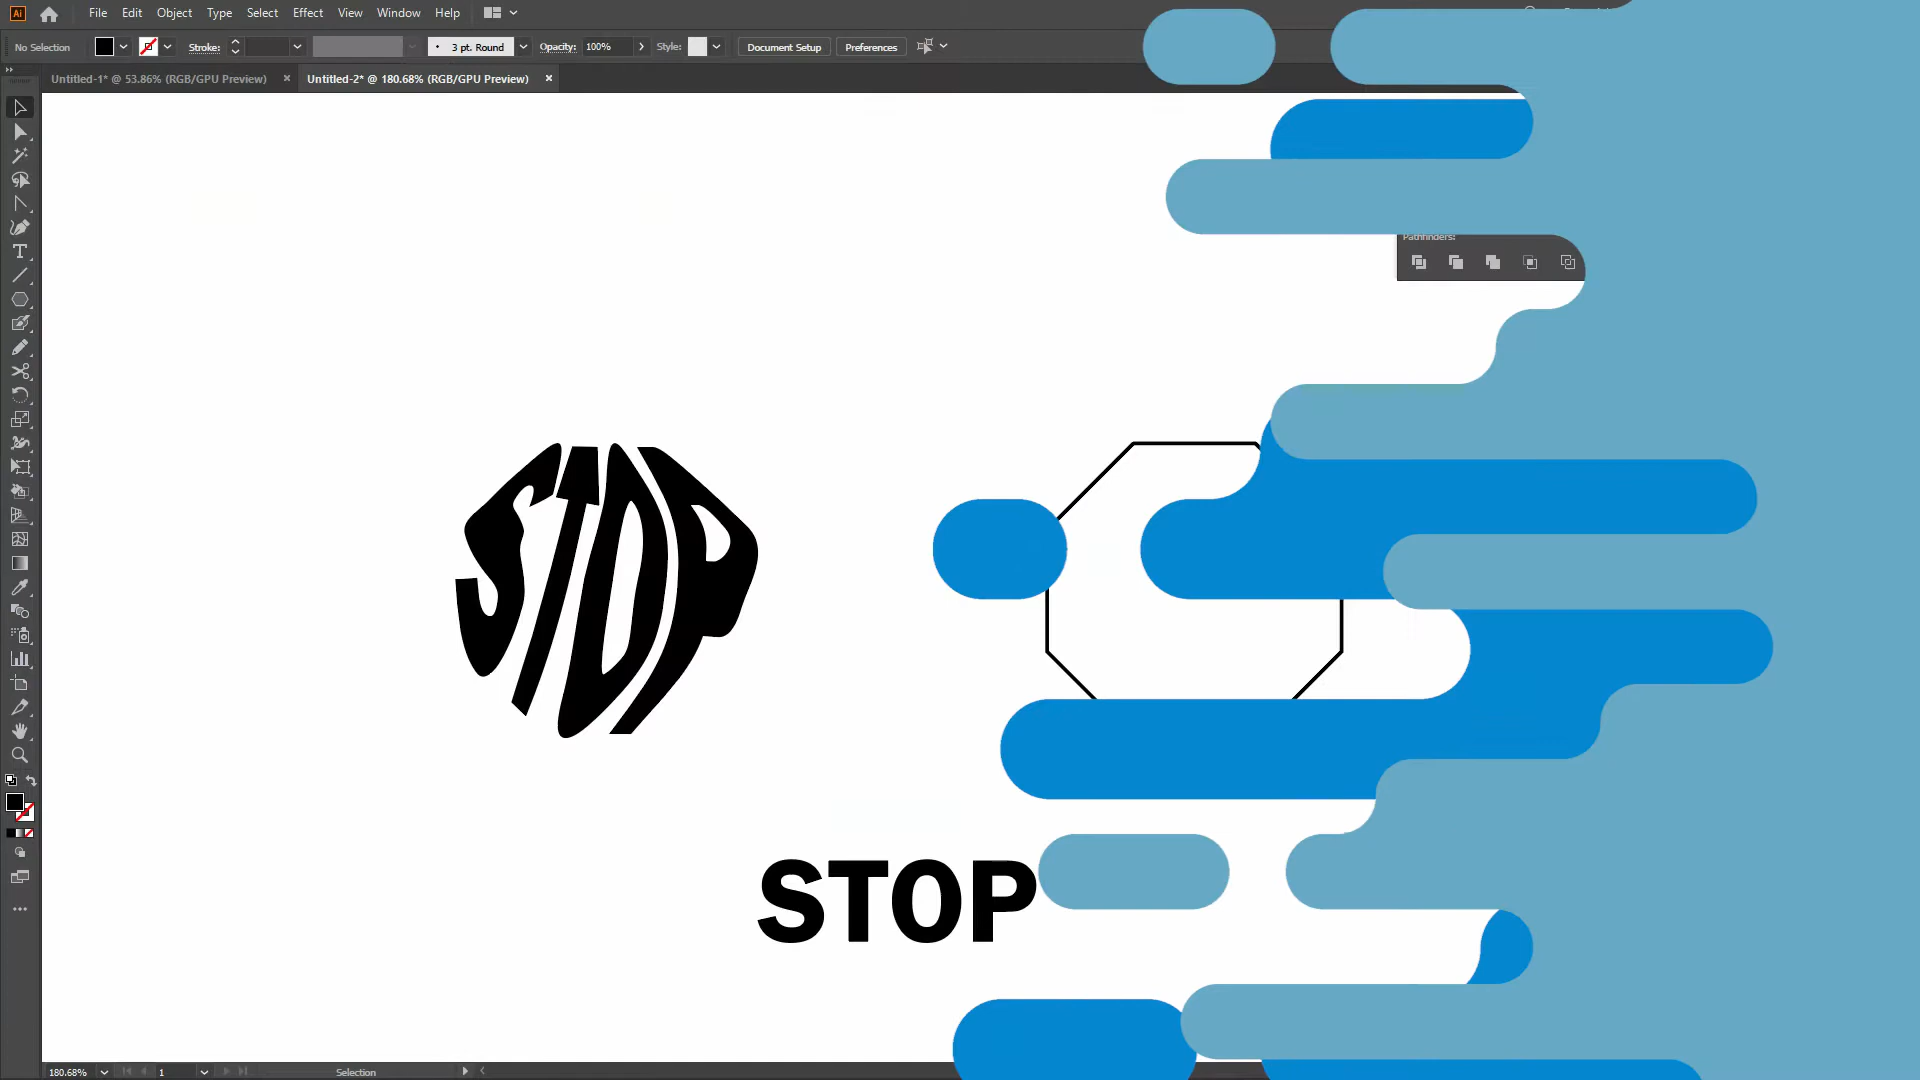 Ai File Edit Object Type Select Effect View Window Help
No Selection Stroke: 3 pt. Round Opacity: 100% Style: Document Setup Preferences
Untitled-1* @ 53.86% (RGB/GPU Preview) × Untitled-2* @ 180.68% (RGB/GPU Preview) ×
Pathfinders:
STOP
STOP
180.68% 1 Selection